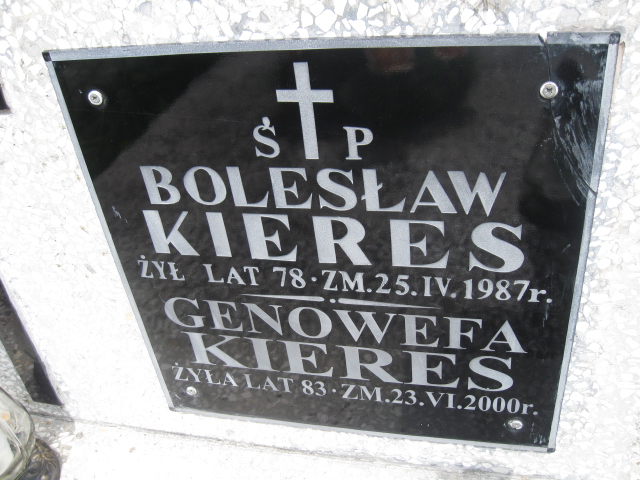 Ś P
BOLESŁAW
KIERES
ŻYŁ LAT 78 · ZM. 25. IV. 1987r.
GENOWEFA
KIERES
ŻYŁA LAT 83 · ZM. 23. VI. 2000r.